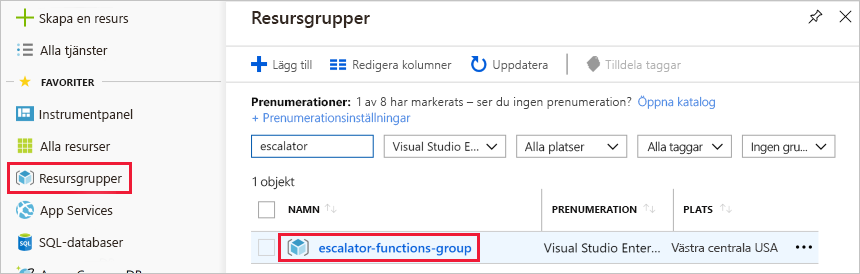 Skapa en resurs
Alla tjänster
FAVORITER
Instrumentpanel
Alla resurser
Resursgrupper
App Services
SQL-databaser
Resursgrupper
Lägg till
Redigera kolumner
Uppdatera
Tilldela taggar
Prenumerationer: 1 av 8 har markerats – ser du ingen prenumeration? Öppna katalog
+ Prenumerationsinställningar
escalator
Visual Studio E...
Alla platser
Alla taggar
Ingen gru...
1 objekt
NAMN
PRENUMERATION
PLATS
escalator-functions-group
Visual Studio Enter...
Västra centrala USA